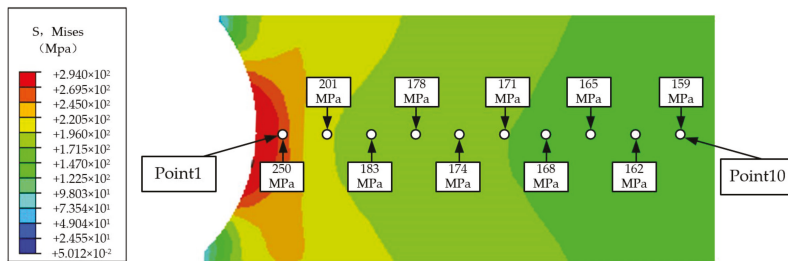 S, Mises
(Mpa)
+2.940×10²
+2.695×10²
+2.450×10²
+2.205×10²
+1.960×10²
+1.715×10²
+1.470×10²
+1.225×10²
+9.803×10¹
+7.354×10¹
+4.904×10¹
+2.455×10¹
+5.012×10⁻²
Point1
250
MPa
201
MPa
183
MPa
178
MPa
174
MPa
171
MPa
168
MPa
165
MPa
162
MPa
159
MPa
Point10